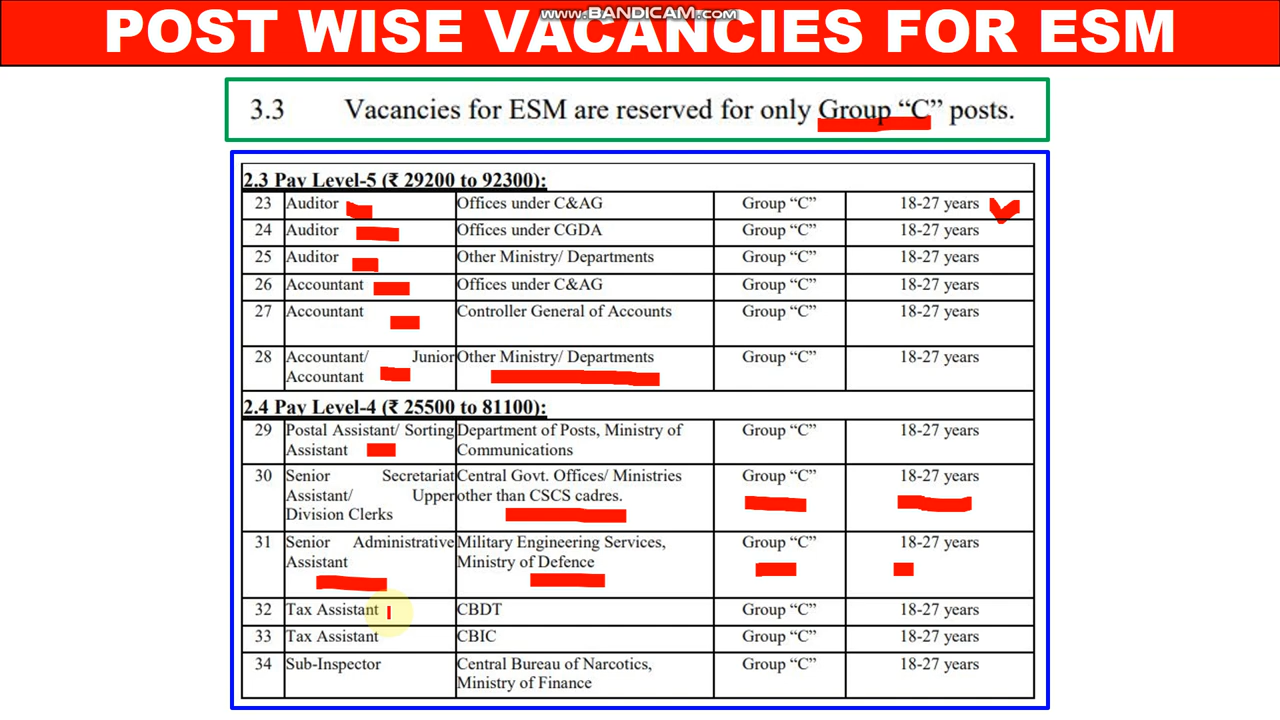 www.BANDICAM.com
POST WISE VACANCIES FOR ESM
3.3 Vacancies for ESM are reserved for only Group “C” posts.
2.3 Pay Level-5 (₹ 29200 to 92300):
23 Auditor Offices under C&AG Group “C” 18-27 years
24 Auditor Offices under CGDA Group “C” 18-27 years
25 Auditor Other Ministry/ Departments Group “C” 18-27 years
26 Accountant Offices under C&AG Group “C” 18-27 years
27 Accountant Controller General of Accounts Group “C” 18-27 years
28 Accountant/ Junior Other Ministry/ Departments Group “C” 18-27 years
Accountant
2.4 Pay Level-4 (₹ 25500 to 81100):
29 Postal Assistant/ Sorting Department of Posts, Ministry of Group “C” 18-27 years
Assistant Communications
30 Senior Secretariat Central Govt. Offices/ Ministries Group “C” 18-27 years
Assistant/ Upper other than CSCS cadres.
Division Clerks
31 Senior Administrative Military Engineering Services, Group “C” 18-27 years
Assistant Ministry of Defence
32 Tax Assistant CBDT Group “C” 18-27 years
33 Tax Assistant CBIC Group “C” 18-27 years
34 Sub-Inspector Central Bureau of Narcotics, Group “C” 18-27 years
Ministry of Finance